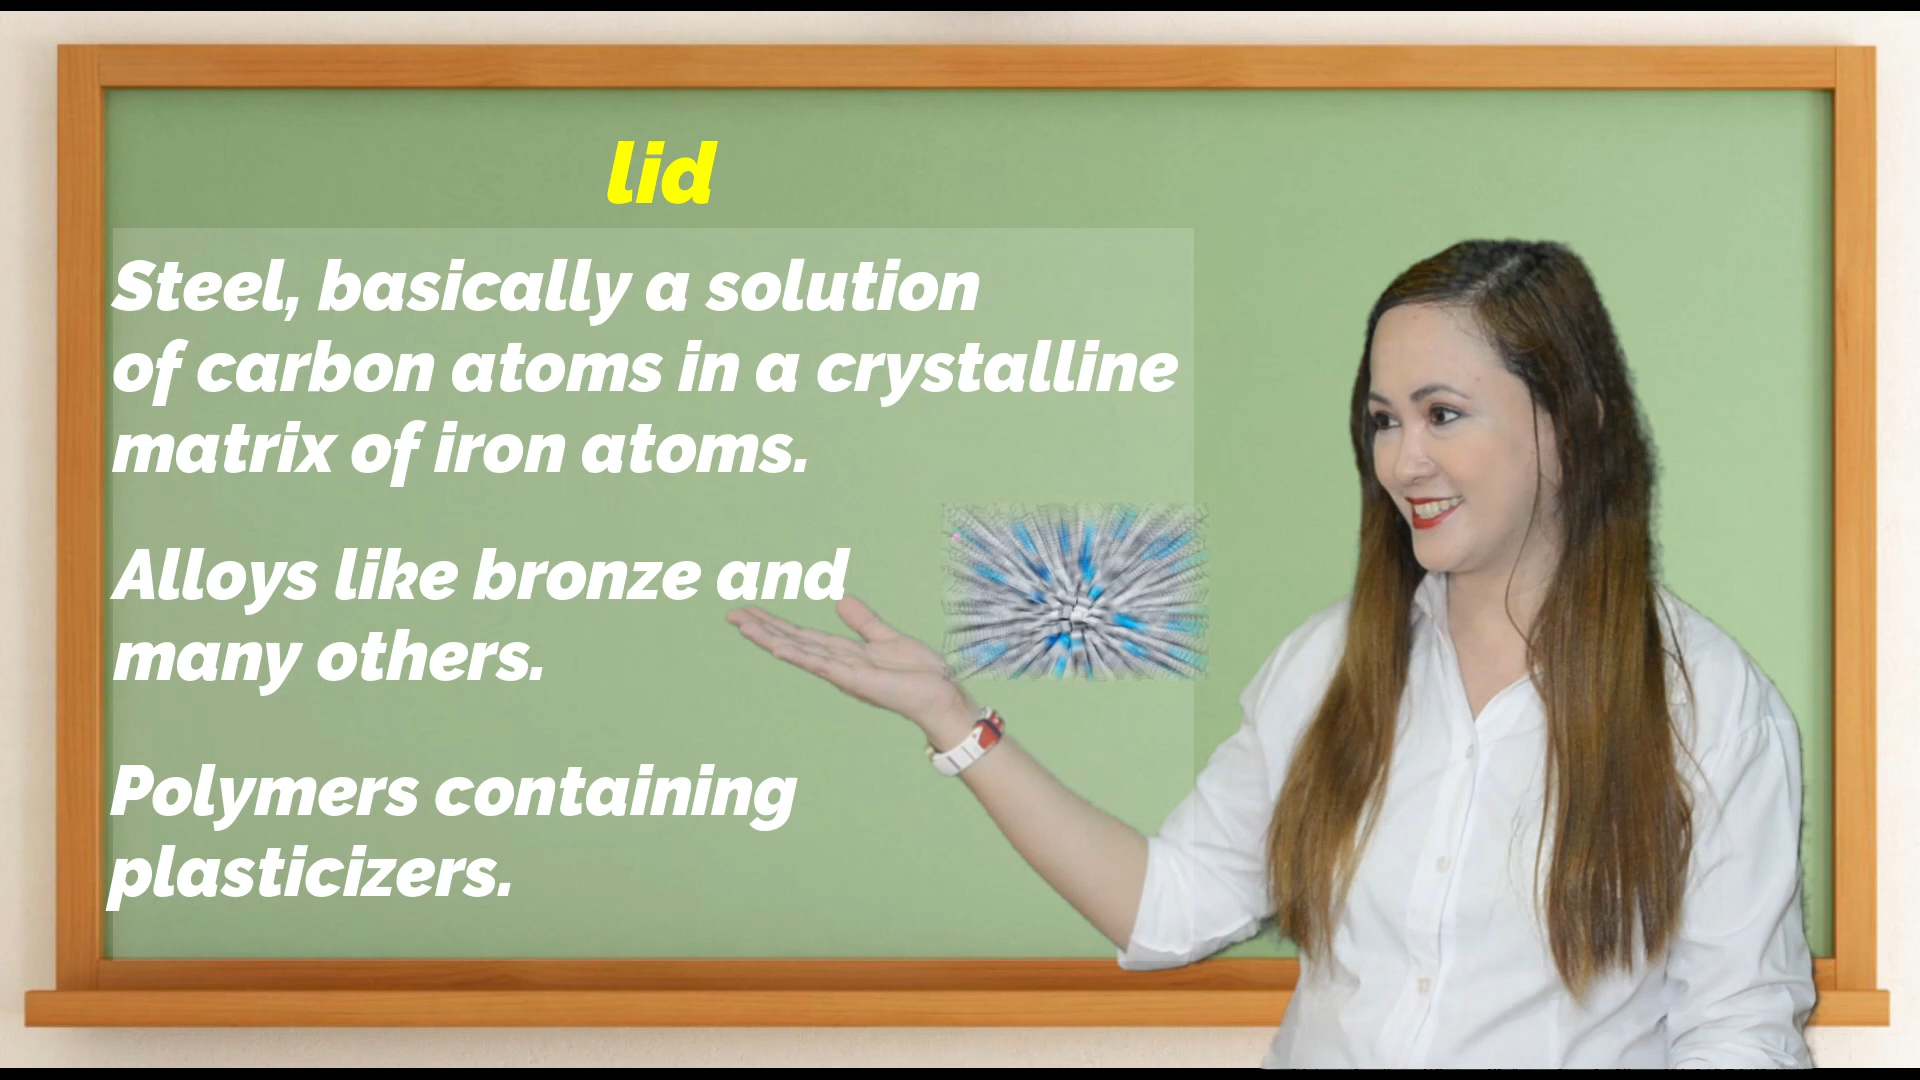 lid
Steel, basically a solution
of carbon atoms in a crystalline
matrix of iron atoms.
Alloys like bronze and
many others.
Polymers containing
plasticizers.